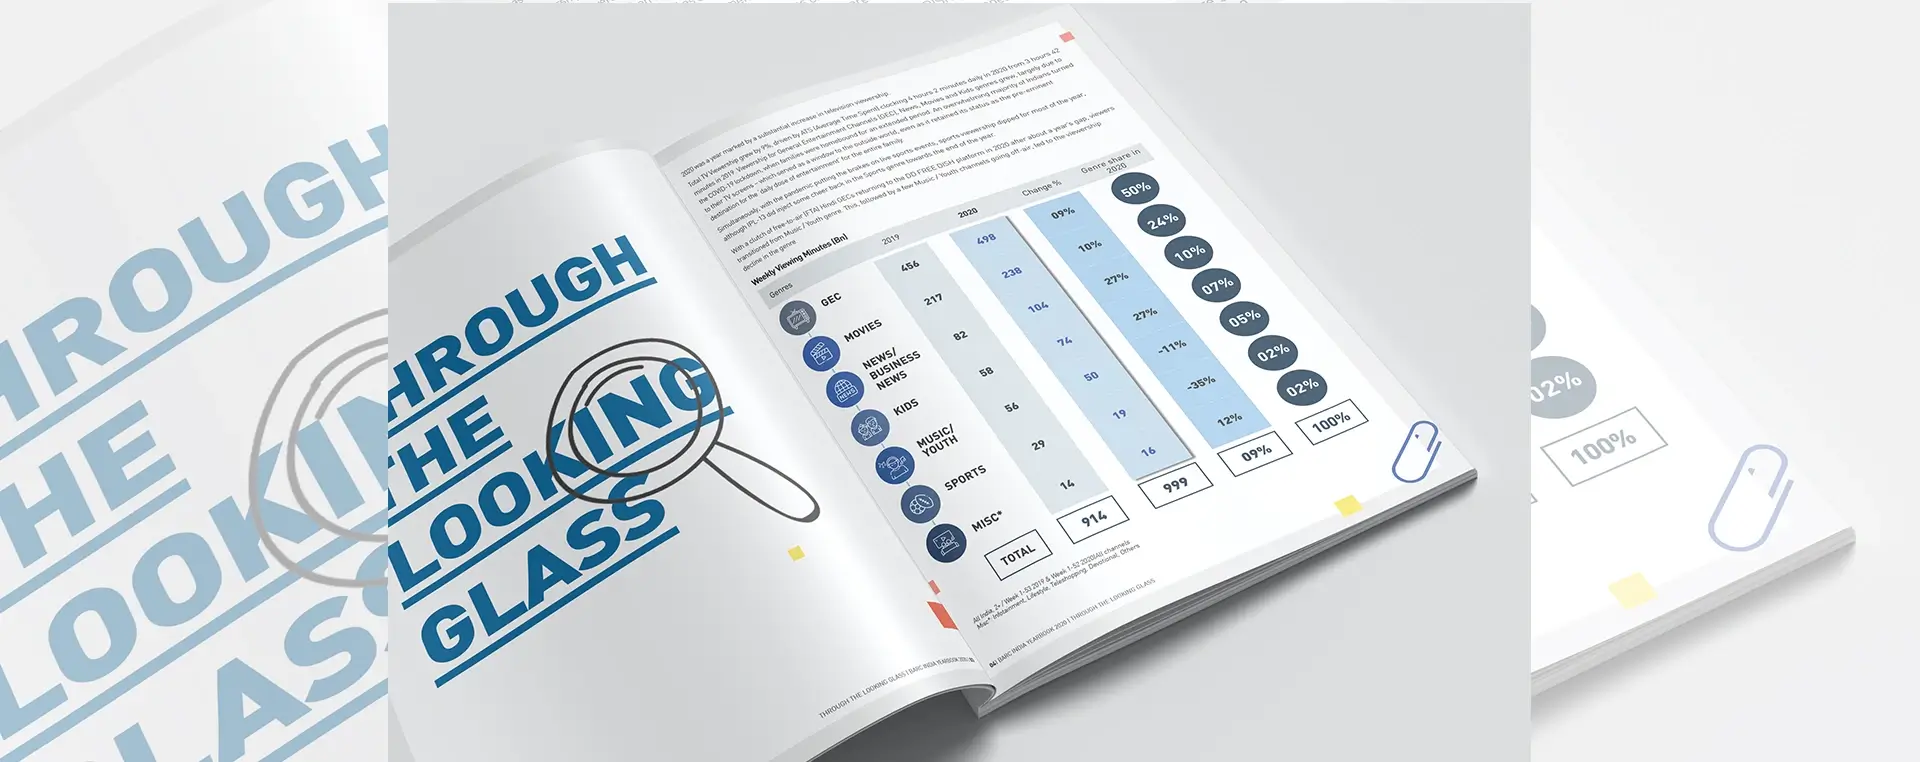 THROUGH
THE
LOOKING
GLASS
THROUGH THE LOOKING GLASS | BARC INDIA YEARBOOK 2020 |
2020 was a year marked by a substantial increase in television viewership.
Total TV Viewership grew by 9%, driven by ATS (Average Time Spent) clocking 4 hours 2 minutes daily in 2020 from 3 hours 42
minutes in 2019. Viewership for General Entertainment Channels (GEC), News, Movies and Kids genres grew, largely due to
the COVID-19 lockdown, when families were homebound for an extended period. An overwhelming majority of Indians turned
to their TV screens – which served as a window to the outside world, even as it retained its status as the pre-eminent
destination for the 'daily dose of entertainment' for the entire family.
Simultaneously, with the pandemic putting the brakes on live sports events, sports viewership dipped for most of the year,
although IPL-13 did inject some cheer back in the Sports genre towards the end of the year.
With a clutch of free-to-air (FTA) Hindi GECs returning to the DD FREE DISH platform in 2020 after about a year's gap, viewers
transitioned from Music / Youth genre. This, followed by a few Music / Youth channels going off-air, led to the viewership
decline in the genre
Weekly Viewing Minutes (Bn)
Genres 2019 2020 Change % Genre share in 2020
GEC 456 498 09% 50%
MOVIES 217 238 10% 24%
NEWS/ BUSINESS NEWS 82 104 27% 10%
KIDS 58 74 27% 07%
MUSIC/ YOUTH 56 50 -11% 05%
SPORTS 29 19 -35% 02%
MISC* 14 16 12% 02%
TOTAL 914 999 09% 100%
All India, 2+ / Week 1-53 2019 & Week 1-52 2020/All channels
Misc*: Infotainment, Lifestyle, Teleshopping, Devotional, Others
04 | BARC INDIA YEARBOOK 2020 | THROUGH THE LOOKING GLASS
02%
100%